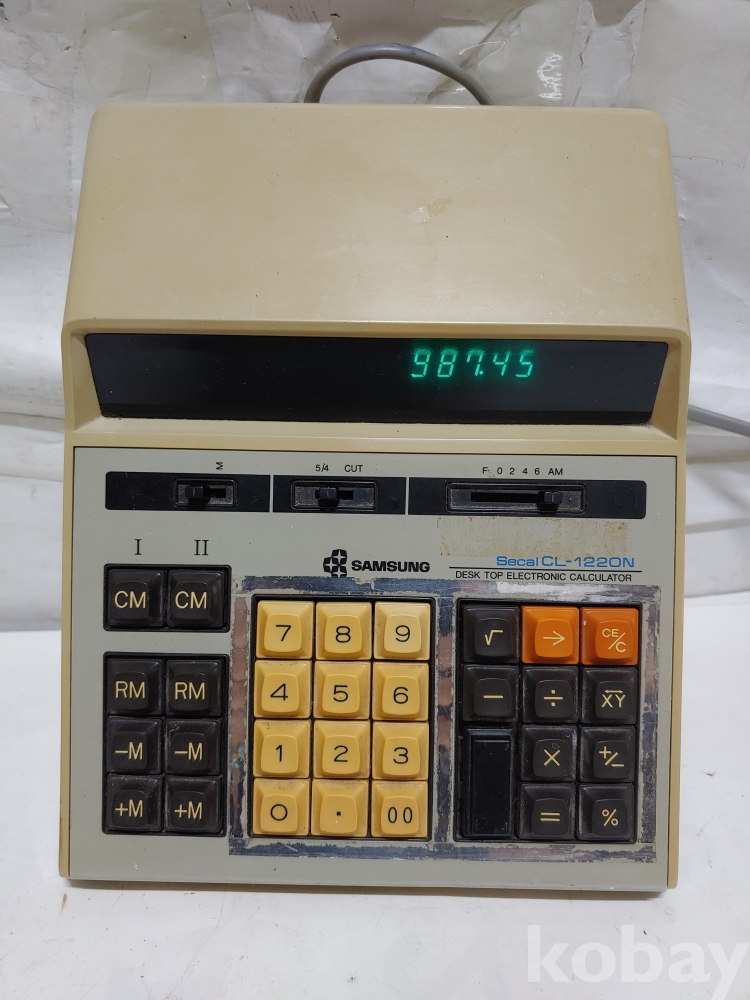 987.45
M
5/4 CUT
F 0 2 4 6 AM
I II
SAMSUNG
Secal CL-1220N
DESK TOP ELECTRONIC CALCULATOR
CM CM
7 8 9
√ → CE/C
RM RM
4 5 6
− ÷ XY
−M −M
1 2 3
× +/−
+M +M
0 . 00
= %
kobay